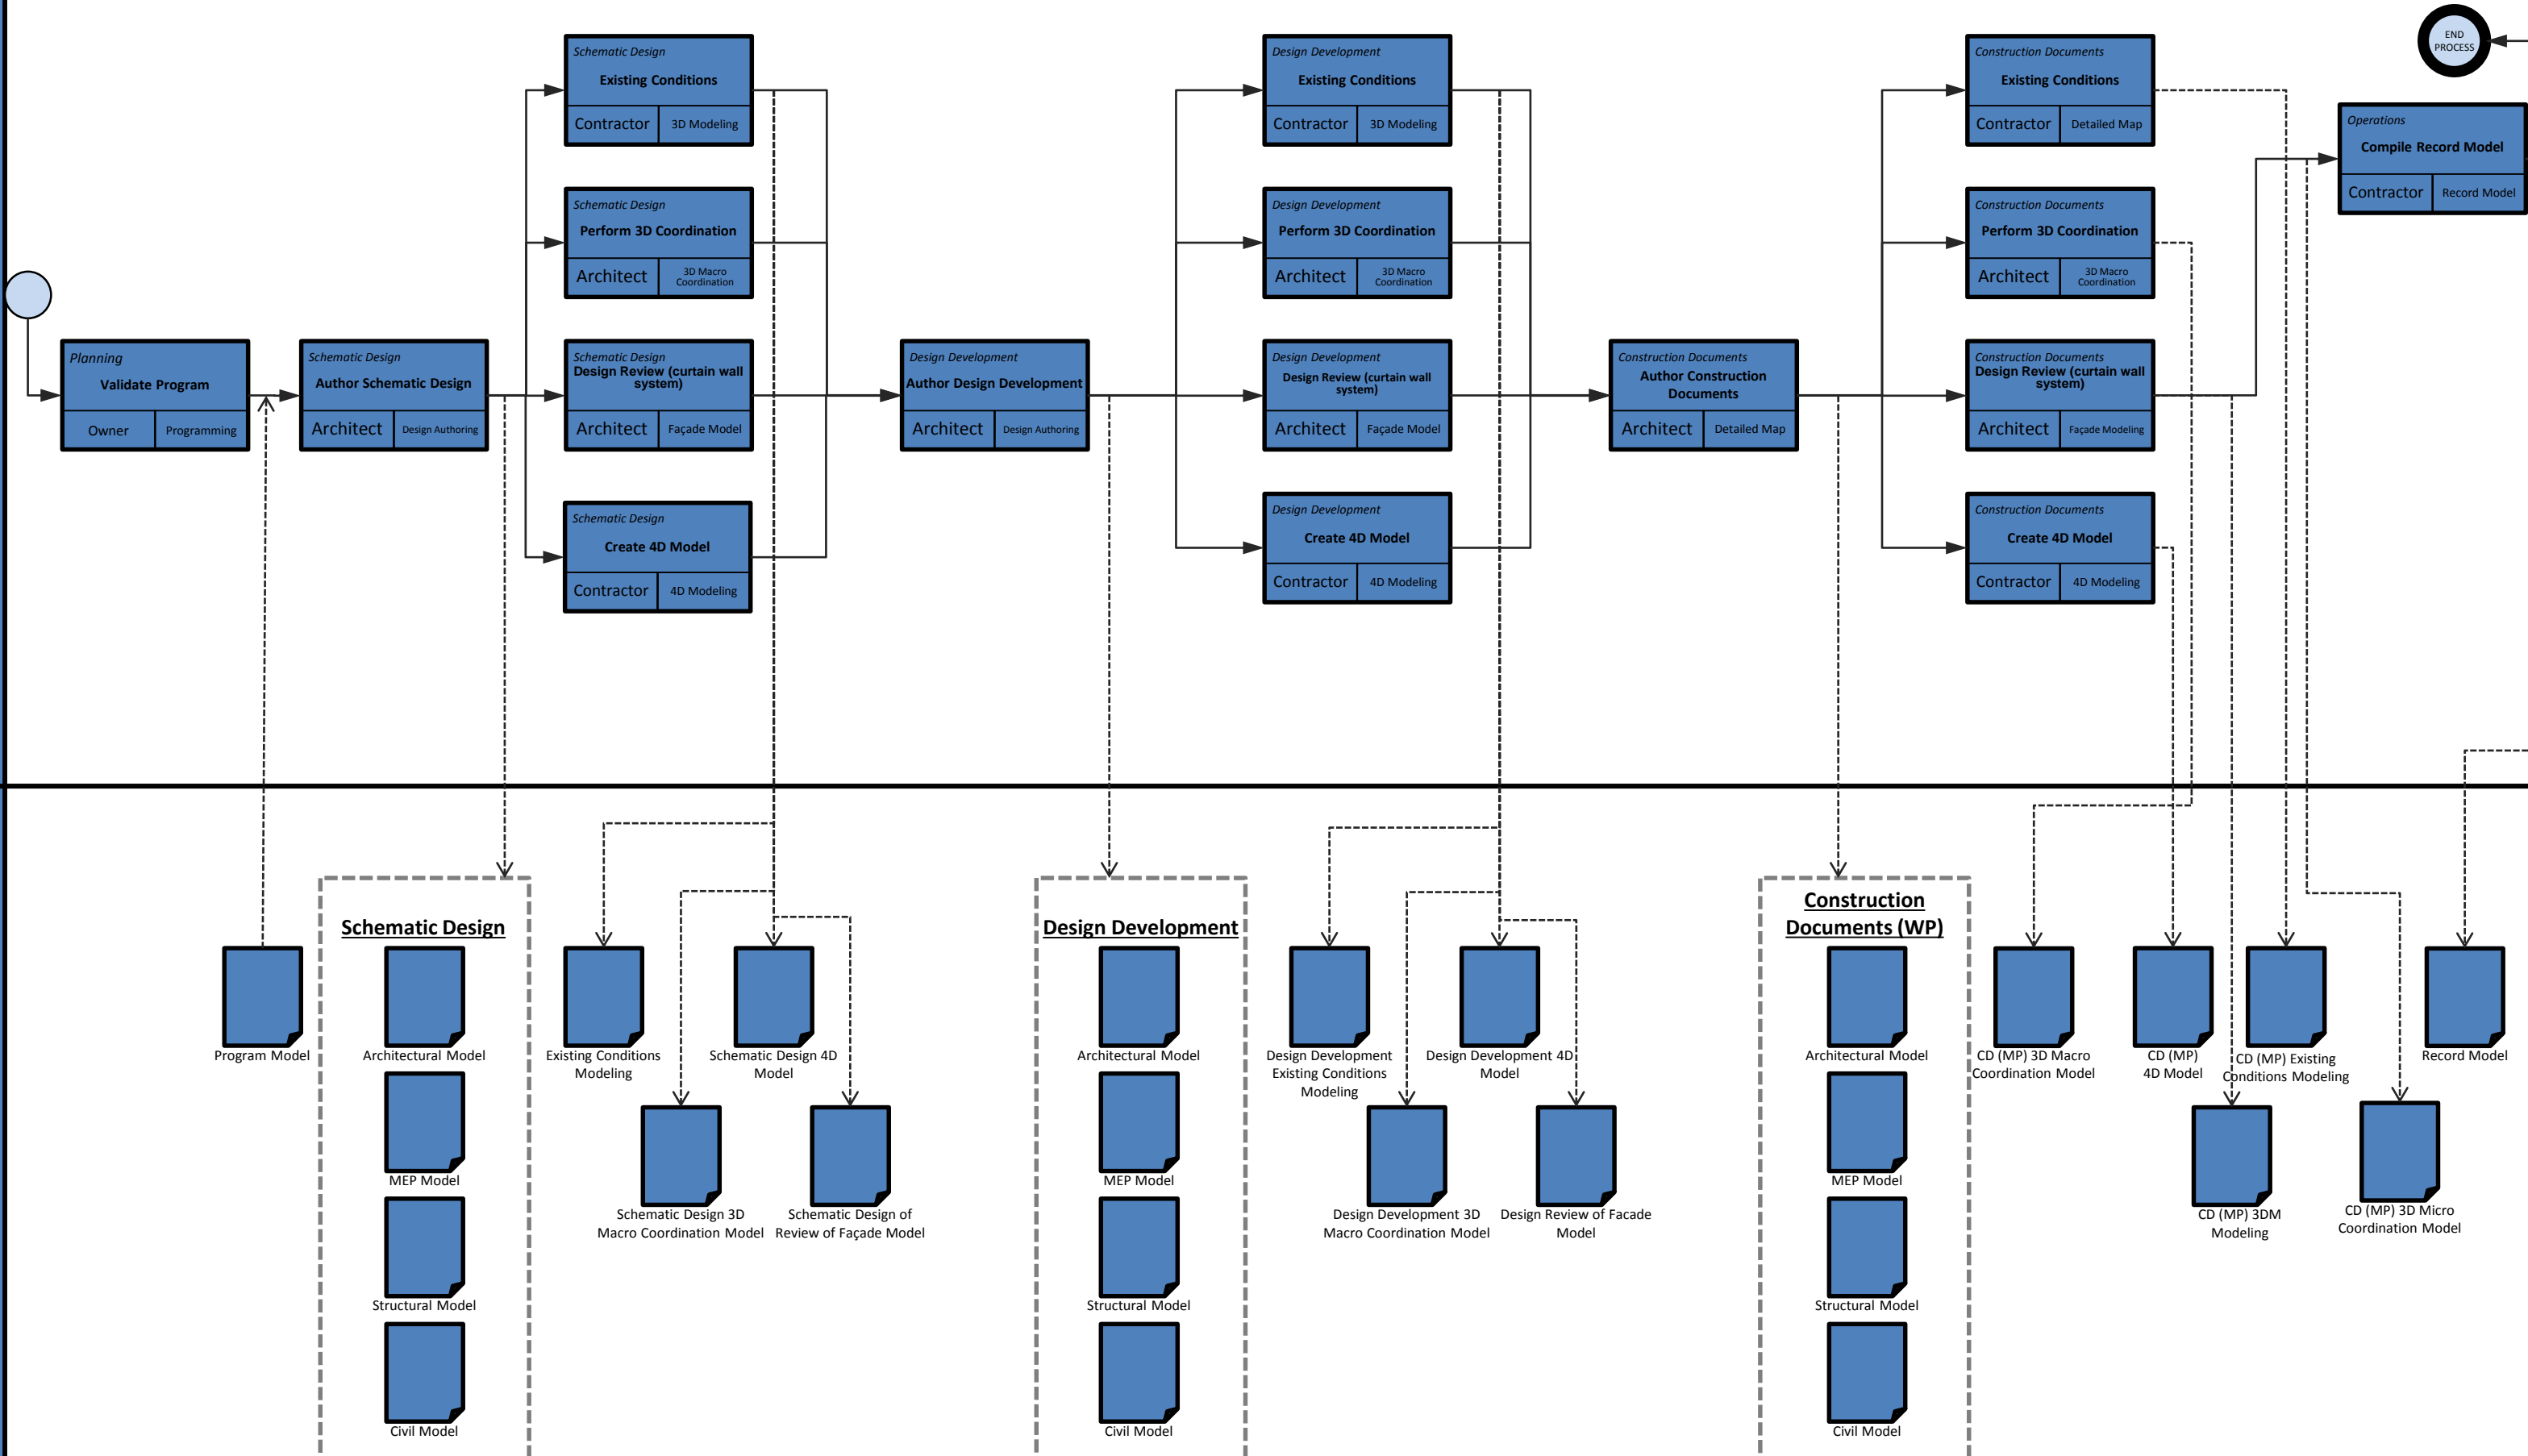 END
PROCESS
Schematic Design
Existing Conditions
Contractor
3D Modeling
Design Development
Existing Conditions
Contractor
3D Modeling
Construction Documents
Existing Conditions
Contractor
Detailed Map
Operations
Compile Record Model
Contractor
Record Model
Schematic Design
Perform 3D Coordination
Architect
3D Macro
Coordination
Design Development
Perform 3D Coordination
Architect
3D Macro
Coordination
Construction Documents
Perform 3D Coordination
Architect
3D Macro
Coordination
Planning
Validate Program
Owner
Programming
Schematic Design
Author Schematic Design
Architect
Design Authoring
Schematic Design
Design Review (curtain wall
system)
Architect
Façade Model
Design Development
Author Design Development
Architect
Design Authoring
Design Development
Design Review (curtain wall
system)
Architect
Façade Model
Construction Documents
Author Construction
Documents
Architect
Detailed Map
Construction Documents
Design Review (curtain wall
system)
Architect
Façade Modeling
Schematic Design
Create 4D Model
Contractor
4D Modeling
Design Development
Create 4D Model
Contractor
4D Modeling
Construction Documents
Create 4D Model
Contractor
4D Modeling
Program Model
Schematic Design
Architectural Model
MEP Model
Structural Model
Civil Model
Existing Conditions
Modeling
Schematic Design 4D
Model
Schematic Design 3D
Macro Coordination Model
Schematic Design of
Review of Façade Model
Design Development
Architectural Model
MEP Model
Structural Model
Civil Model
Design Development
Existing Conditions
Modeling
Design Development 4D
Model
Design Development 3D
Macro Coordination Model
Design Review of Facade
Model
Construction
Documents (WP)
Architectural Model
MEP Model
Structural Model
Civil Model
CD (MP) 3D Macro
Coordination Model
CD (MP)
4D Model
CD (MP) Existing
Conditions Modeling
Record Model
CD (MP) 3DM
Modeling
CD (MP) 3D Micro
Coordination Model